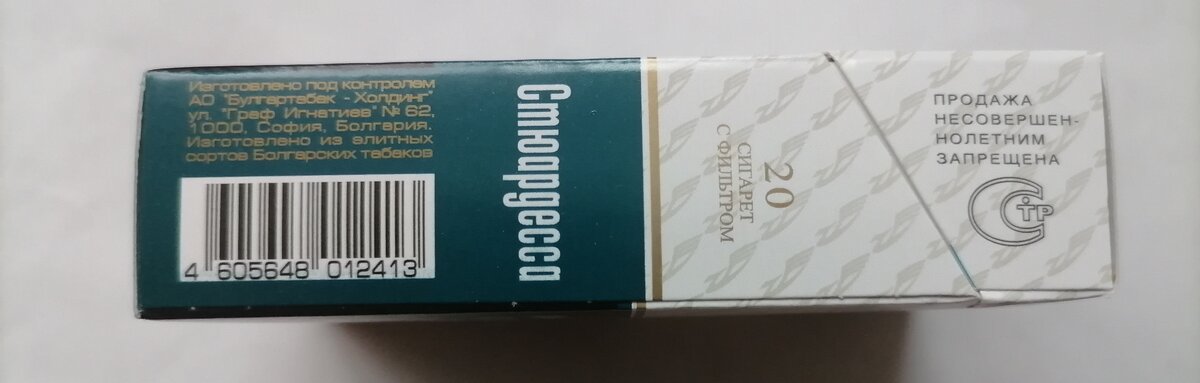 Изготовлено под контролем
АО "Булгартабак - Холдинг"
ул. "Граф Игнатиев" № 62,
1000, София, Болгария.
Изготовлено из элитных
сортов Болгарских табаков
4 605648 012413
Стюардесса
20
СИГАРЕТ
С ФИЛЬТРОМ
ПРОДАЖА
НЕСОВЕРШЕН-
НОЛЕТНИМ
ЗАПРЕЩЕНА
СТР